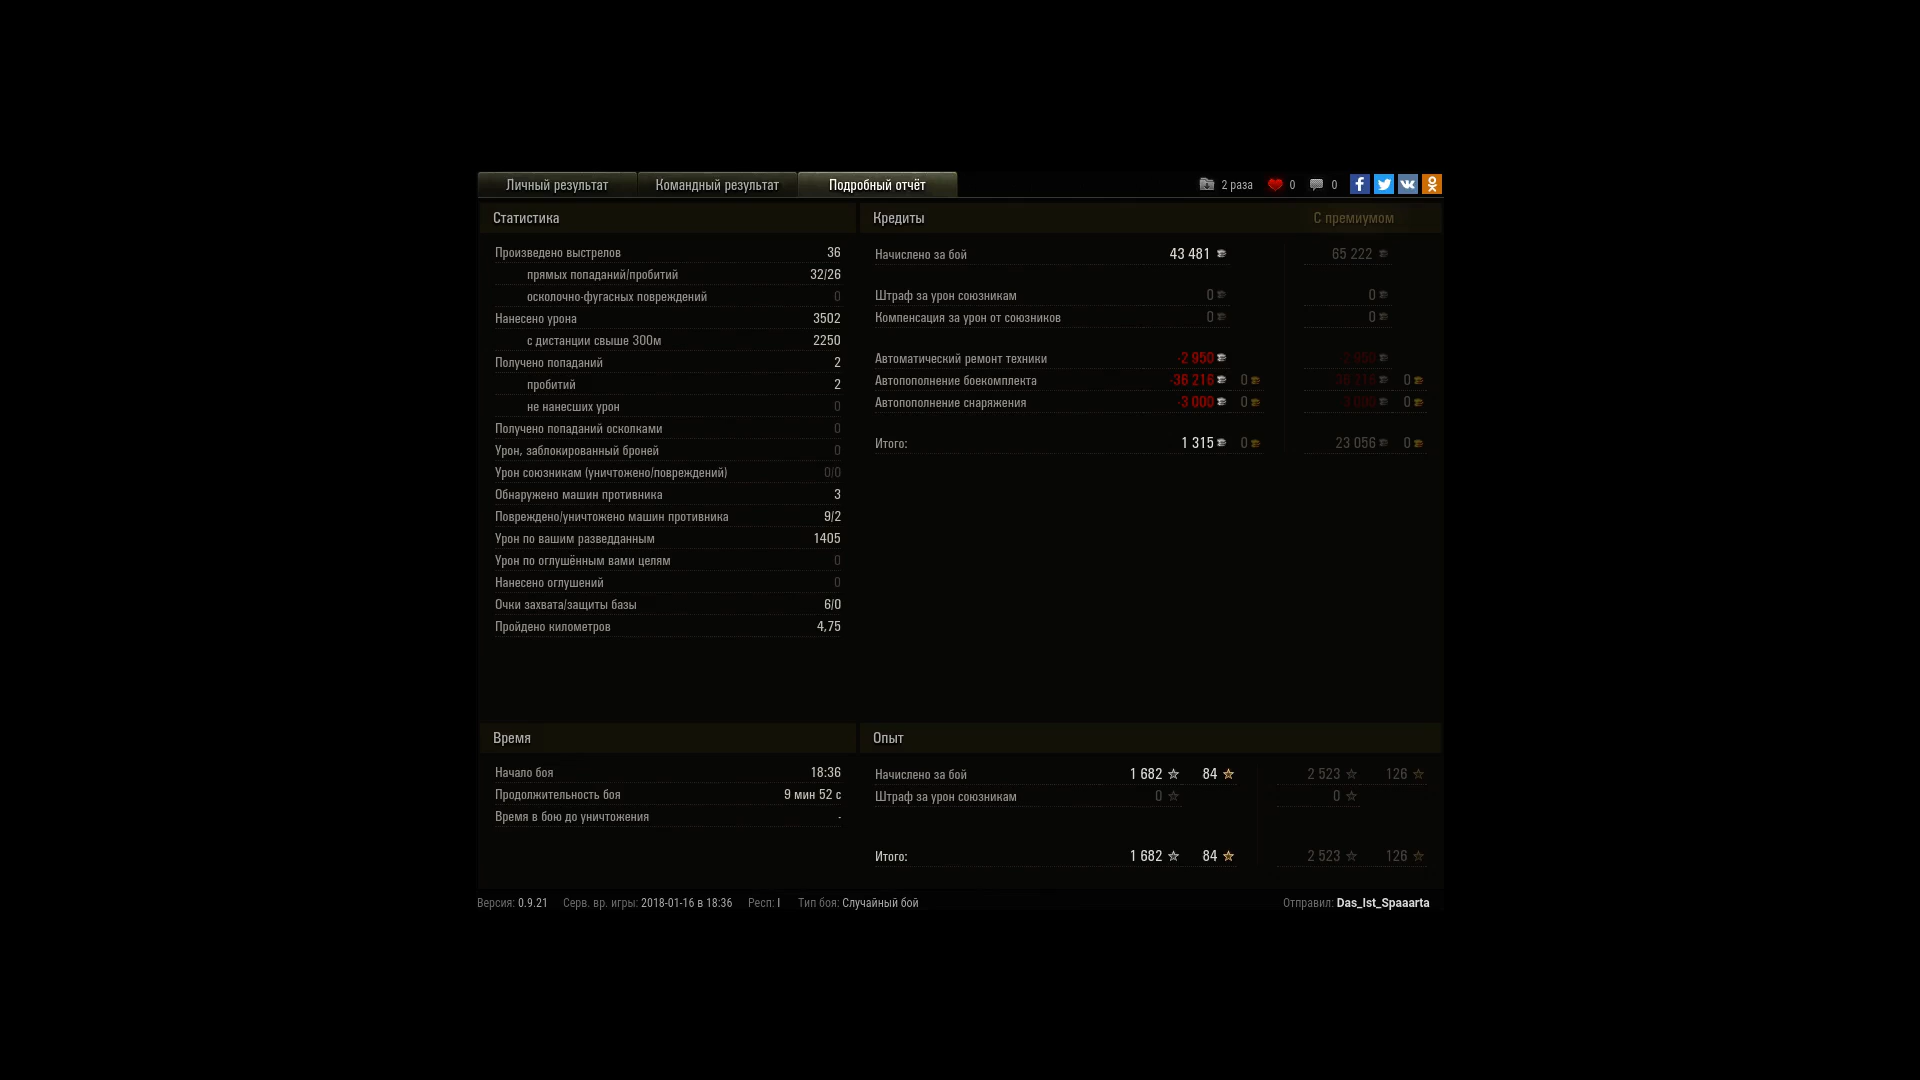 Личный результат Командный результат Подробный отчёт 2 раза 0 0
Статистика
Произведено выстрелов 36
прямых попаданий/пробитий 32/26
осколочно-фугасных повреждений 0
Нанесено урона 3502
с дистанции свыше 300м 2250
Получено попаданий 2
пробитий 2
не нанесших урон 0
Получено попаданий осколками 0
Урон, заблокированный броней 0
Урон союзникам (уничтожено/повреждений) 0/0
Обнаружено машин противника 3
Повреждено/уничтожено машин противника 9/2
Урон по вашим разведданным 1405
Урон по оглушённым вами целям 0
Нанесено оглушений 0
Очки захвата/защиты базы 6/0
Пройдено километров 4,75
Кредиты С премиумом
Начислено за бой 43 481 65 222
Штраф за урон союзникам 0 0
Компенсация за урон от союзников 0 0
Автоматический ремонт техники -2 950 -2 950
Автопополнение боекомплекта -36 216 0 -36 216 0
Автопополнение снаряжения -3 000 0 -3 000 0
Итого: 1 315 0 23 056 0
Время
Начало боя 18:36
Продолжительность боя 9 мин 52 с
Время в бою до уничтожения -
Опыт
Начислено за бой 1 682 84 2 523 126
Штраф за урон союзникам 0 0
Итого: 1 682 84 2 523 126
Версия: 0.9.21 Серв. вр. игры: 2018-01-16 в 18:36 Респ: I Тип боя: Случайный бой Отправил: Das_Ist_Spaaarta